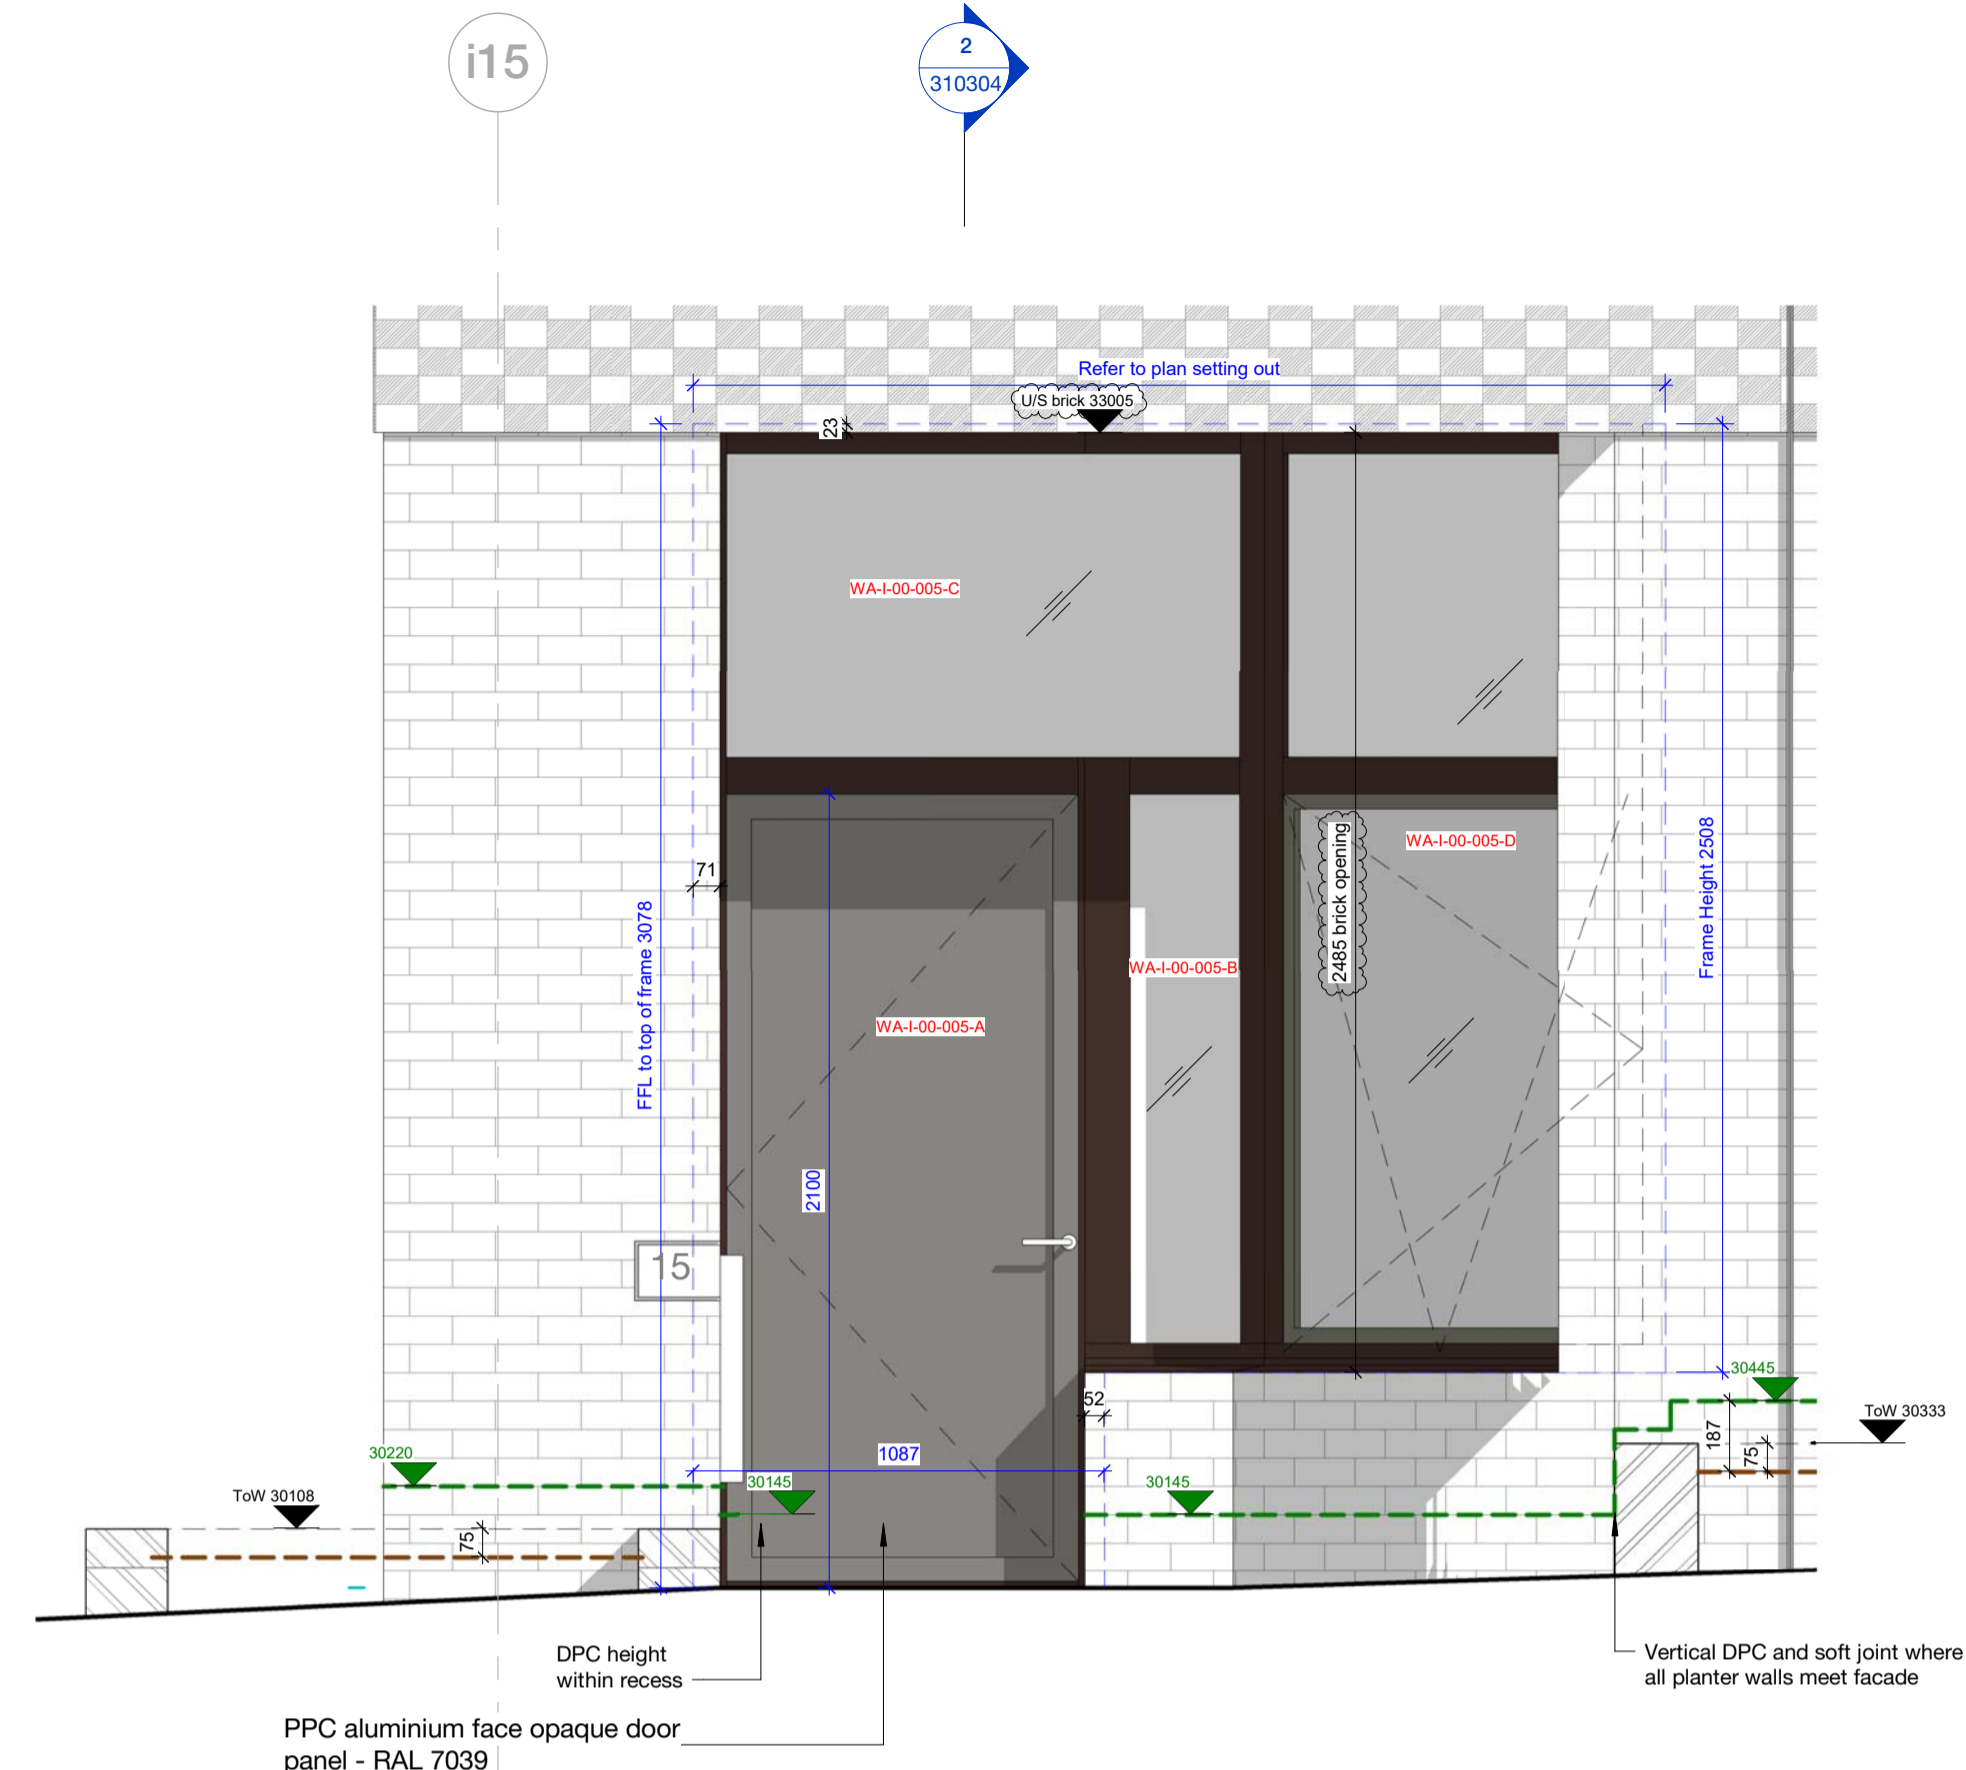 i15
2
310304
Refer to plan setting out
U/S brick 33005
23
WA-I-00-005-C
WA-I-00-005-D
2485 brick opening
Frame Height 2508
71
FFL to top of frame 3078
WA-I-00-005-B
WA-I-00-005-A
2100
15
30445
52
ToW 30333
187
75
1087
30220
30145
30145
ToW 30108
75
DPC height
within recess
Vertical DPC and soft joint where
all planter walls meet facade
PPC aluminium face opaque door
panel - RAL 7039